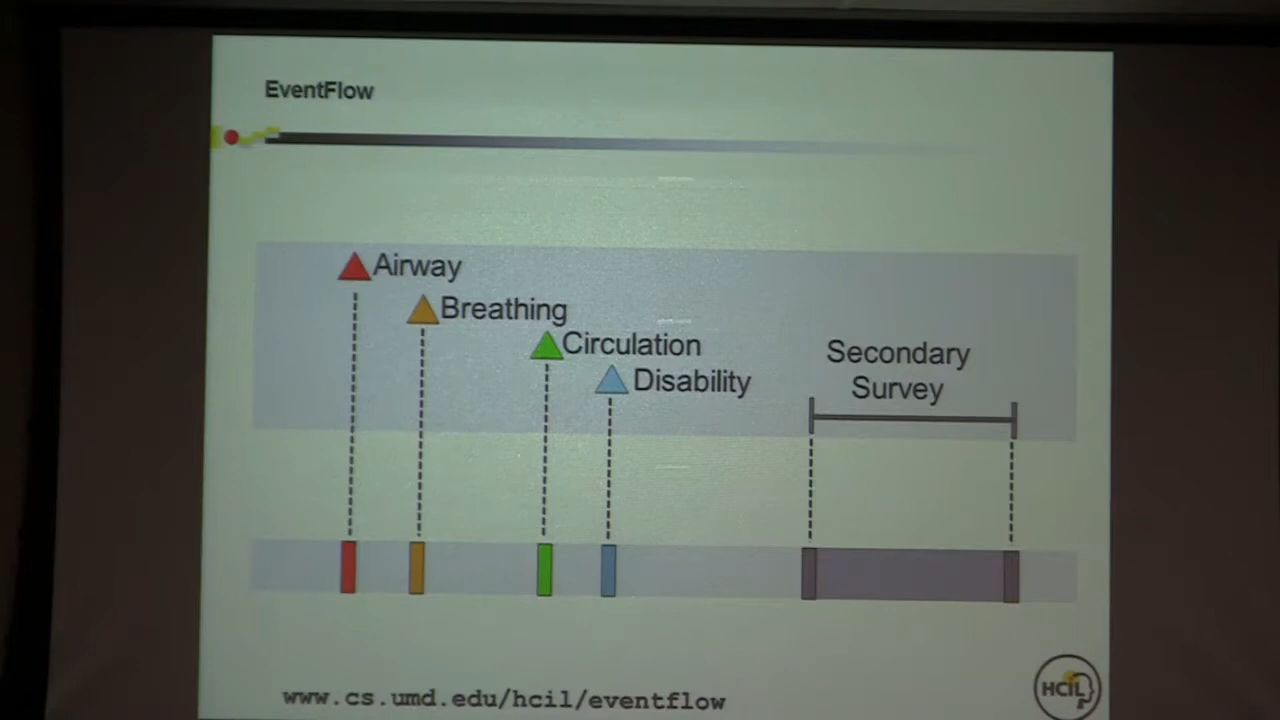 EventFlow
Airway
Breathing
Circulation
Disability
Secondary
Survey
www.cs.umd.edu/hcil/eventflow
HCIL